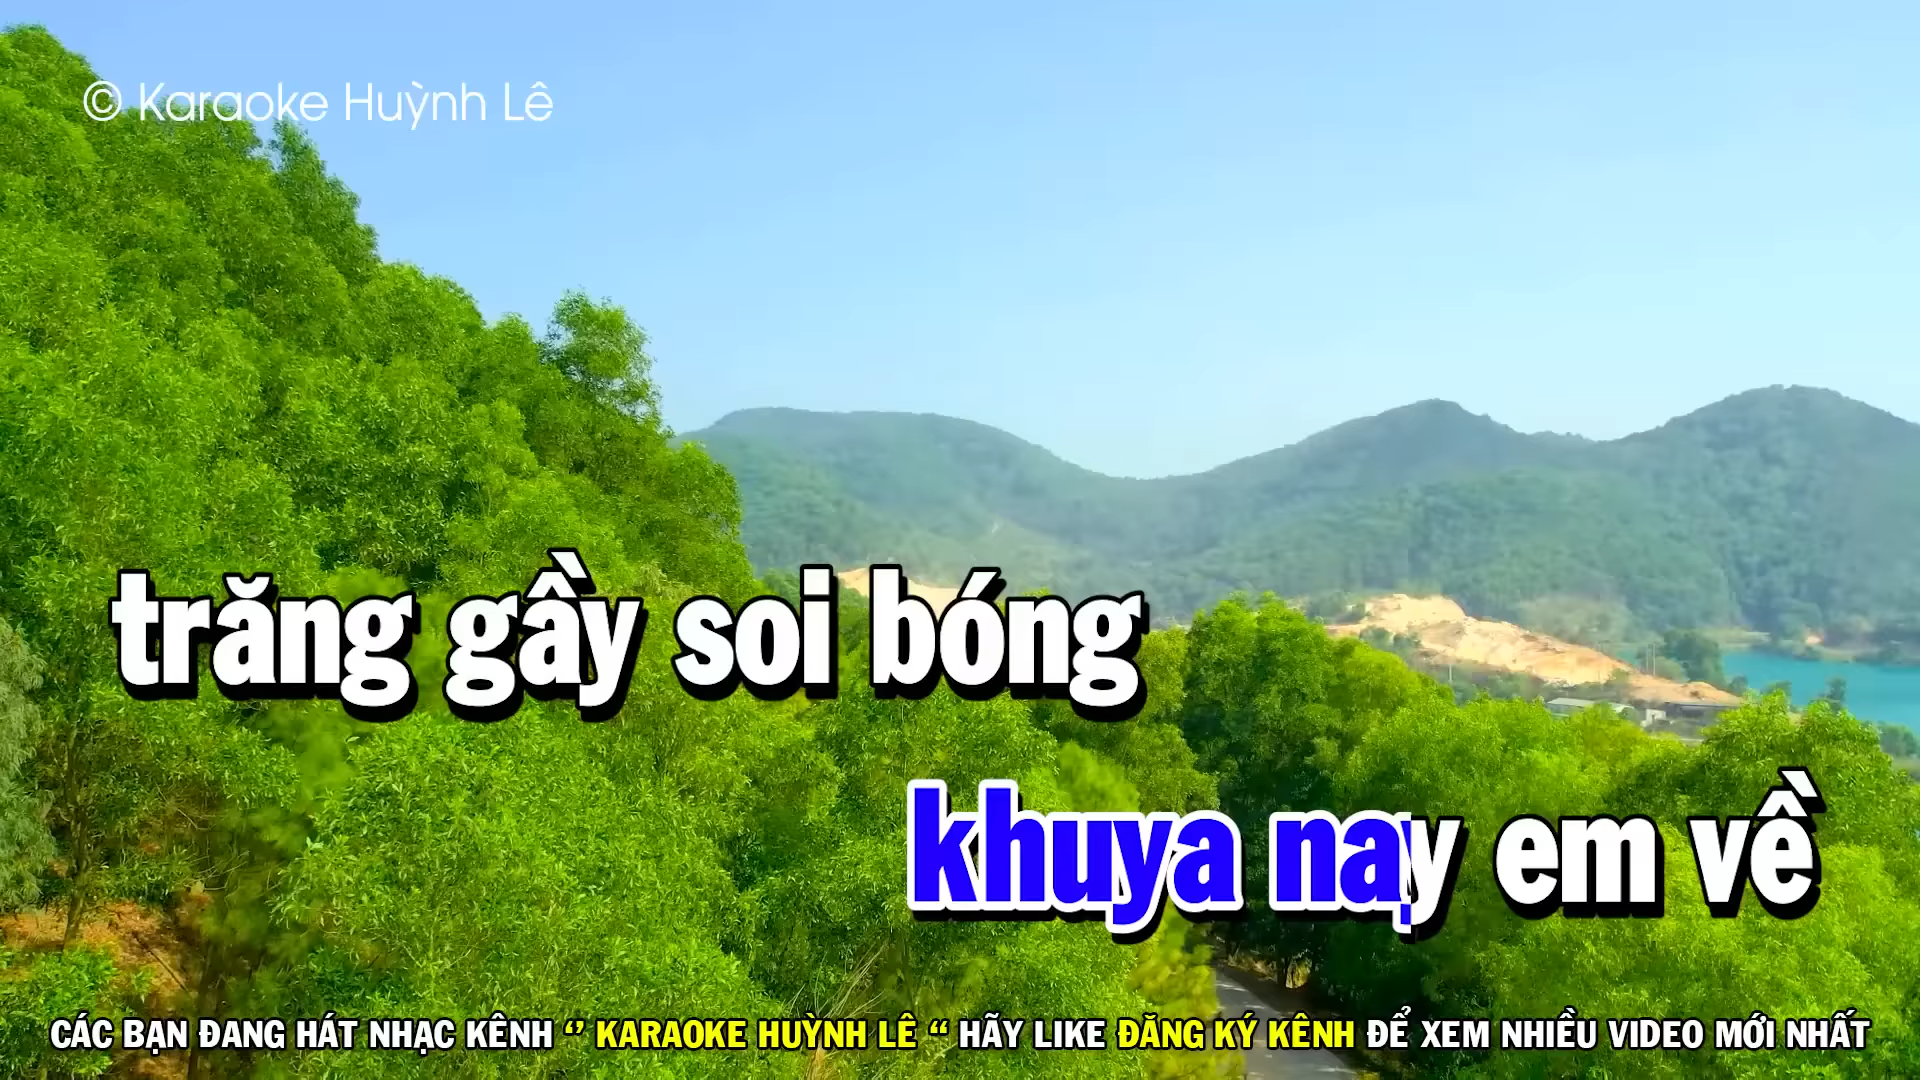 © Karaoke Huỳnh Lê
trăng gầy soi bóng
khuya nay em về
CÁC BẠN ĐANG HÁT NHẠC KÊNH ‘’ KARAOKE HUỲNH LÊ “ HÃY LIKE ĐĂNG KÝ KÊNH ĐỂ XEM NHIỀU VIDEO MỚI NHẤT